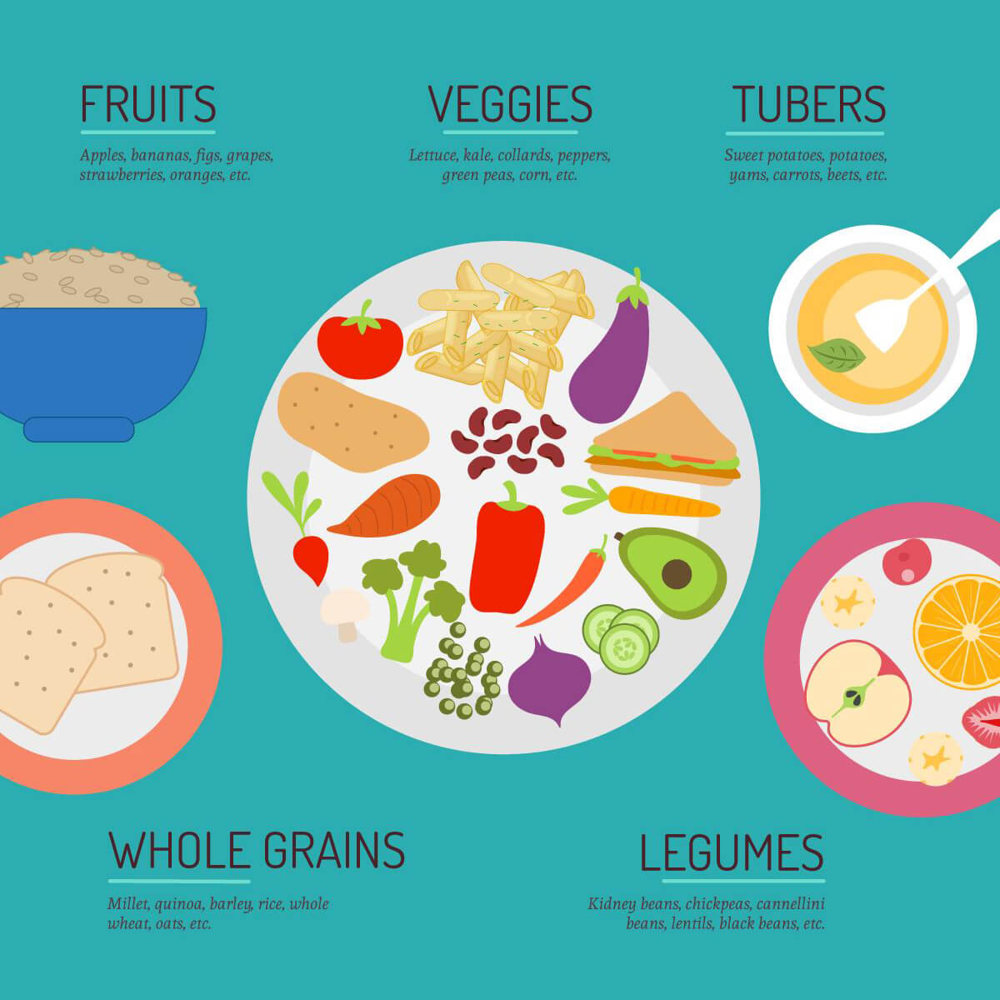 FRUITS
Apples, bananas, figs, grapes,
strawberries, oranges, etc.
VEGGIES
Lettuce, kale, collards, peppers,
green peas, corn, etc.
TUBERS
Sweet potatoes, potatoes,
yams, carrots, beets, etc.
WHOLE GRAINS
Millet, quinoa, barley, rice, whole
wheat, oats, etc.
LEGUMES
Kidney beans, chickpeas, cannellini
beans, lentils, black beans, etc.